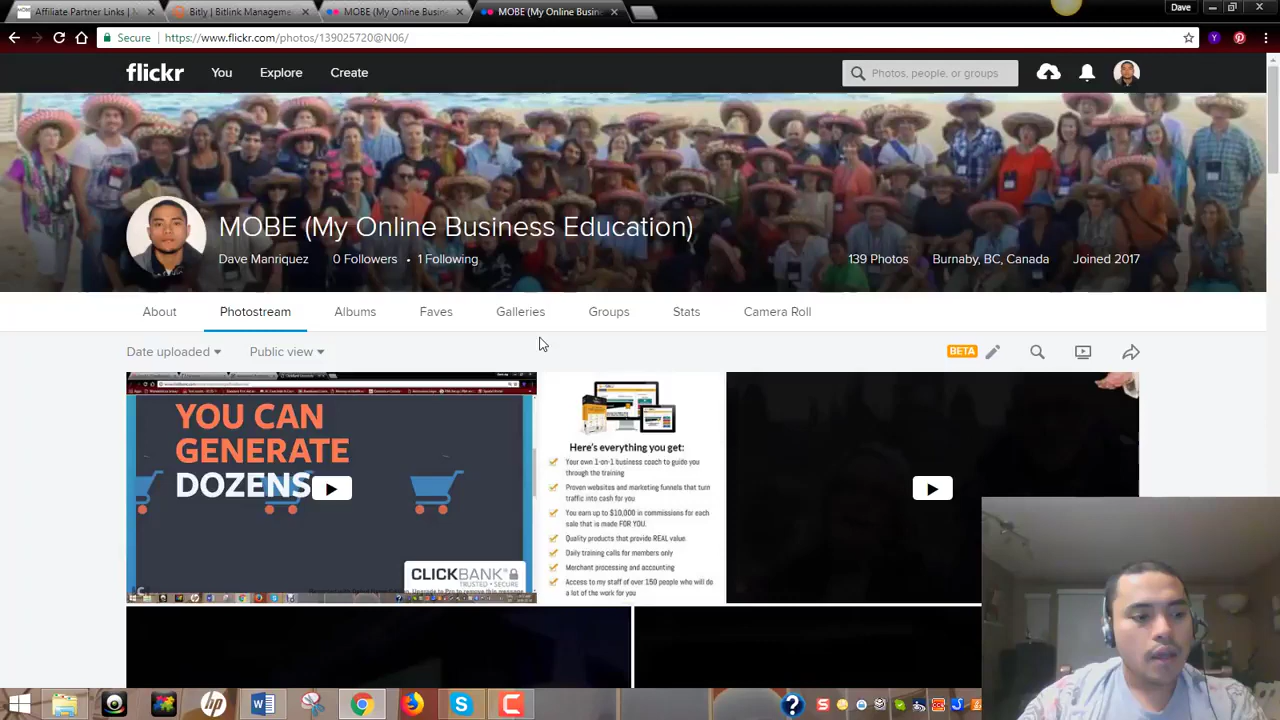 Affiliate Partner Links |
Bitly | Bitlink Manageme
MOBE (My Online Busine
MOBE (My Online Busine
Dave
Secure
https://www.flickr.com/photos/139025720@N06/
flickr
You
Explore
Create
Photos, people, or groups
MOBE (My Online Business Education)
Dave Manriquez
0 Followers • 1 Following
139 Photos
Burnaby, BC, Canada
Joined 2017
About
Photostream
Albums
Faves
Galleries
Groups
Stats
Camera Roll
Date uploaded
Public view
BETA
YOU CAN
GENERATE
DOZENS
CLICKBANK
TRUSTED • SECURE
Here's everything you get:
Your own 1-on-1 business coach to guide you
through the training
Proven websites and marketing funnels that turn
traffic into cash for you
You earn up to $10,000 in commissions for each
sale that is made FOR YOU.
Quality products that provide REAL value
Daily training calls for members only
Merchant processing and accounting
Access to my staff of over 150 people who will do
a lot of the work for you